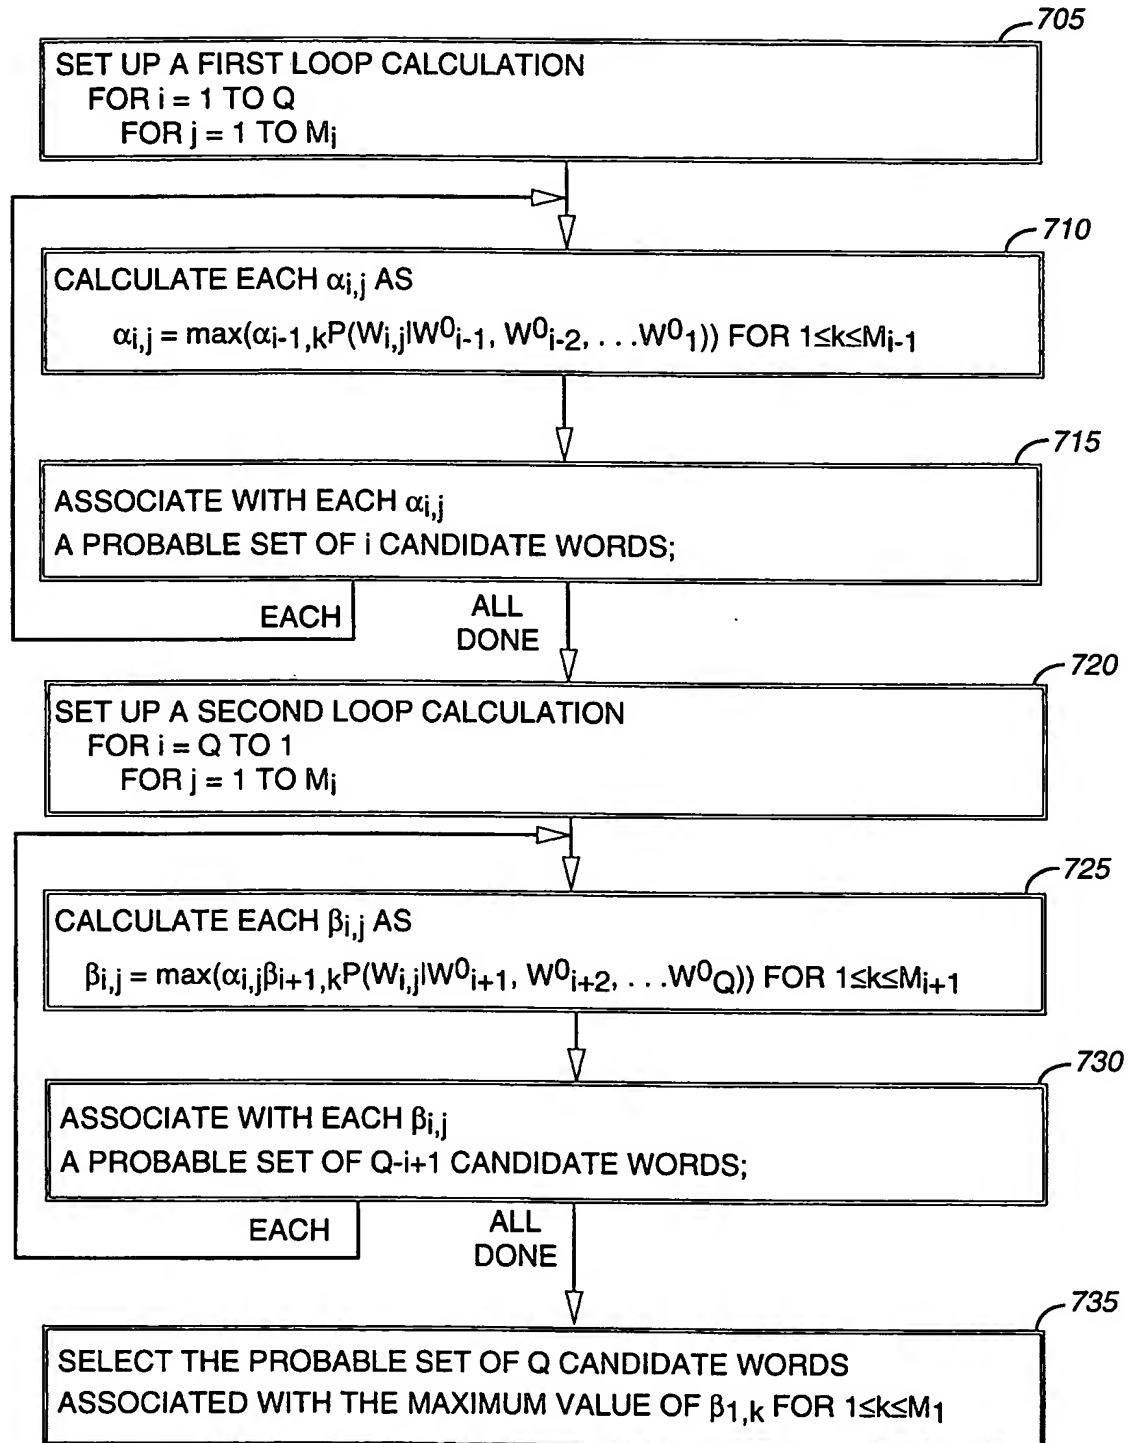 705
SET UP A FIRST LOOP CALCULATION
FOR i = 1 TO Q
FOR j = 1 TO Mj
710
CALCULATE EACH αi,j AS
αi,j = max(αi-1,kP(Wi,j|W⁰i-1, W⁰i-2, . . .W⁰1)) FOR 1≤k≤Mi-1
715
ASSOCIATE WITH EACH αi,j
A PROBABLE SET OF i CANDIDATE WORDS;
EACH
ALL
DONE
720
SET UP A SECOND LOOP CALCULATION
FOR i = Q TO 1
FOR j = 1 TO Mi
725
CALCULATE EACH βi,j AS
βi,j = max(αi,jβi+1,kP(Wi,j|W⁰i+1, W⁰i+2, . . .W⁰Q)) FOR 1≤k≤Mi+1
730
ASSOCIATE WITH EACH βi,j
A PROBABLE SET OF Q-i+1 CANDIDATE WORDS;
EACH
ALL
DONE
735
SELECT THE PROBABLE SET OF Q CANDIDATE WORDS
ASSOCIATED WITH THE MAXIMUM VALUE OF β1,k FOR 1≤k≤M1